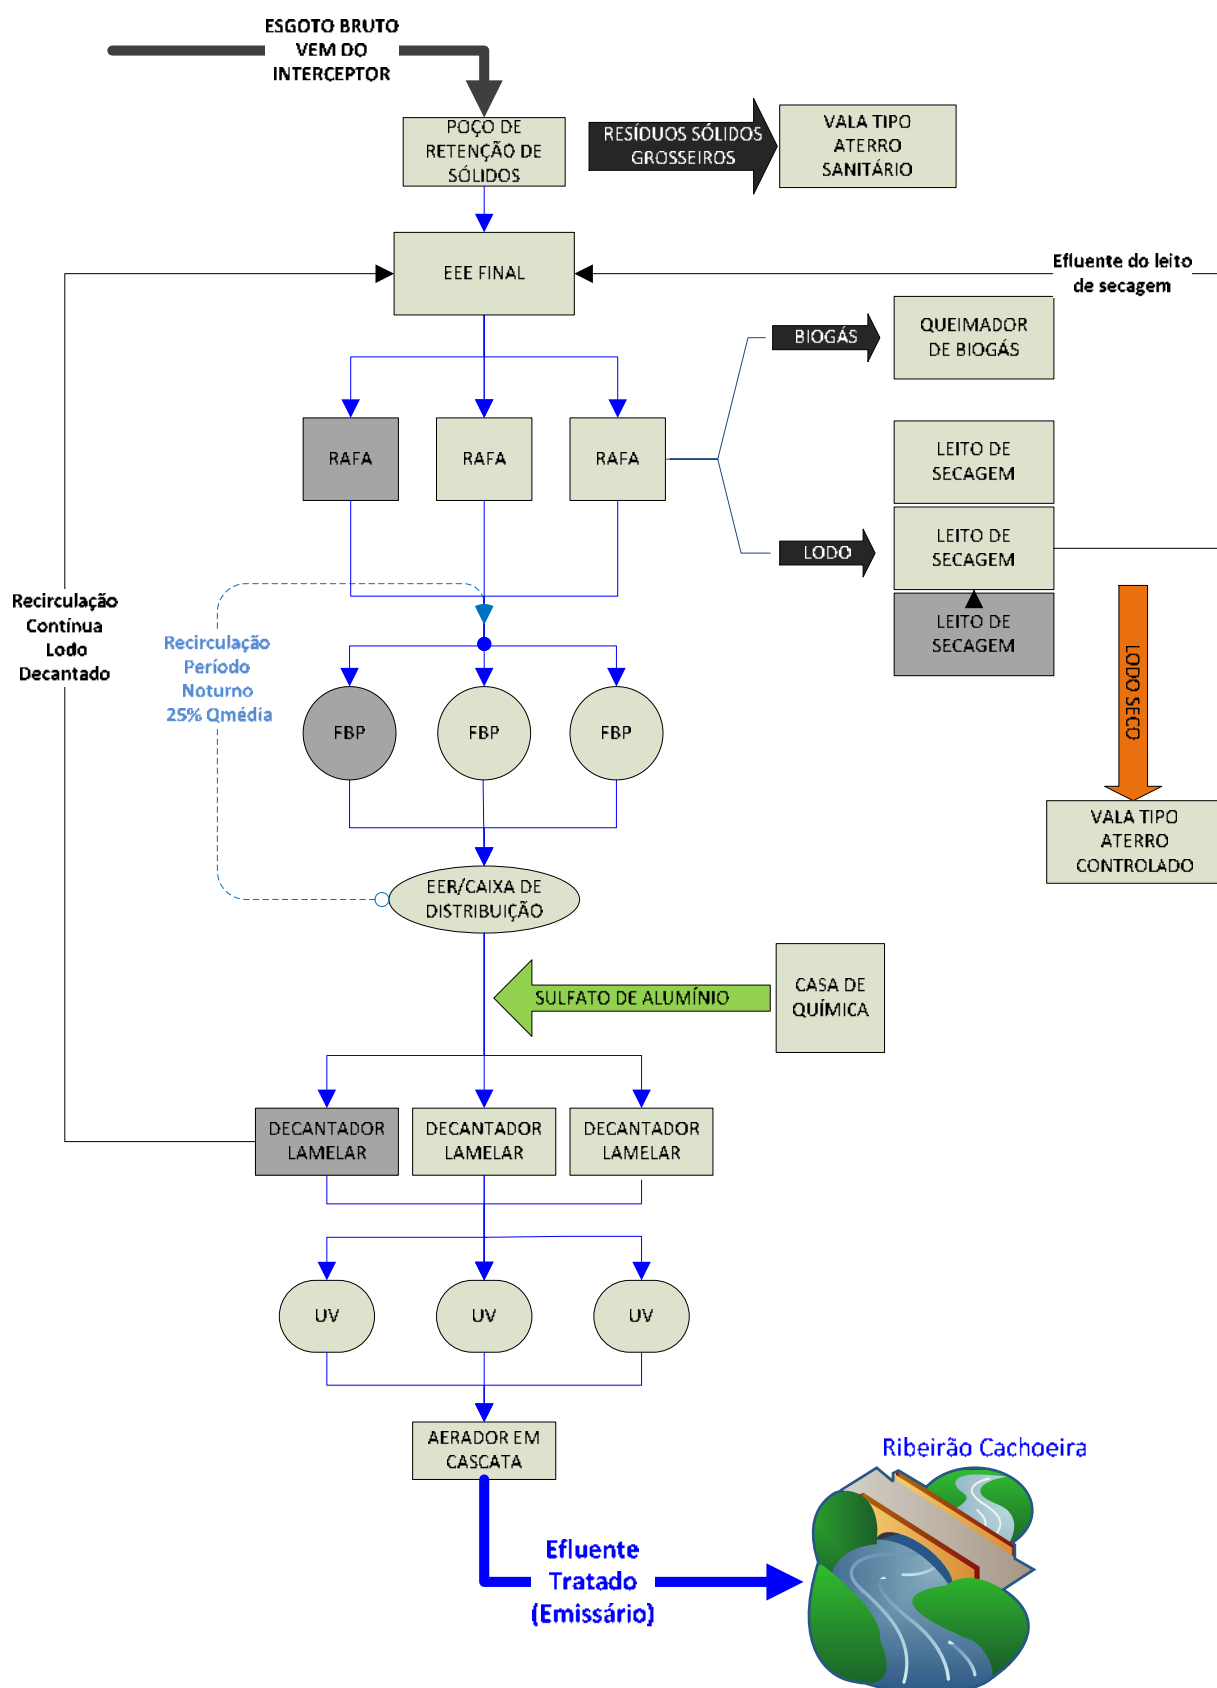 ESGOTO BRUTO
VEM DO
INTERCEPTOR
POÇO DE
RETENÇÃO DE
SÓLIDOS
RESÍDUOS SÓLIDOS
GROSSEIROS
VALA TIPO
ATERRO
SANITÁRIO
EEE FINAL
Efluente do leito
de secagem
BIOGÁS
QUEIMADOR
DE BIOGÁS
RAFA
RAFA
RAFA
LEITO DE
SECAGEM
LODO
LEITO DE
SECAGEM
LEITO DE
SECAGEM
Recirculação
Contínua
Lodo
Decantado
Recirculação
Período
Noturno
25% Qmédia
LODO SECO
FBP
FBP
FBP
VALA TIPO
ATERRO
CONTROLADO
EER/CAIXA DE
DISTRIBUIÇÃO
SULFATO DE ALUMÍNIO
CASA DE
QUÍMICA
DECANTADOR
LAMELAR
DECANTADOR
LAMELAR
DECANTADOR
LAMELAR
UV
UV
UV
AERADOR EM
CASCATA
Ribeirão Cachoeira
Efluente
Tratado
(Emissário)